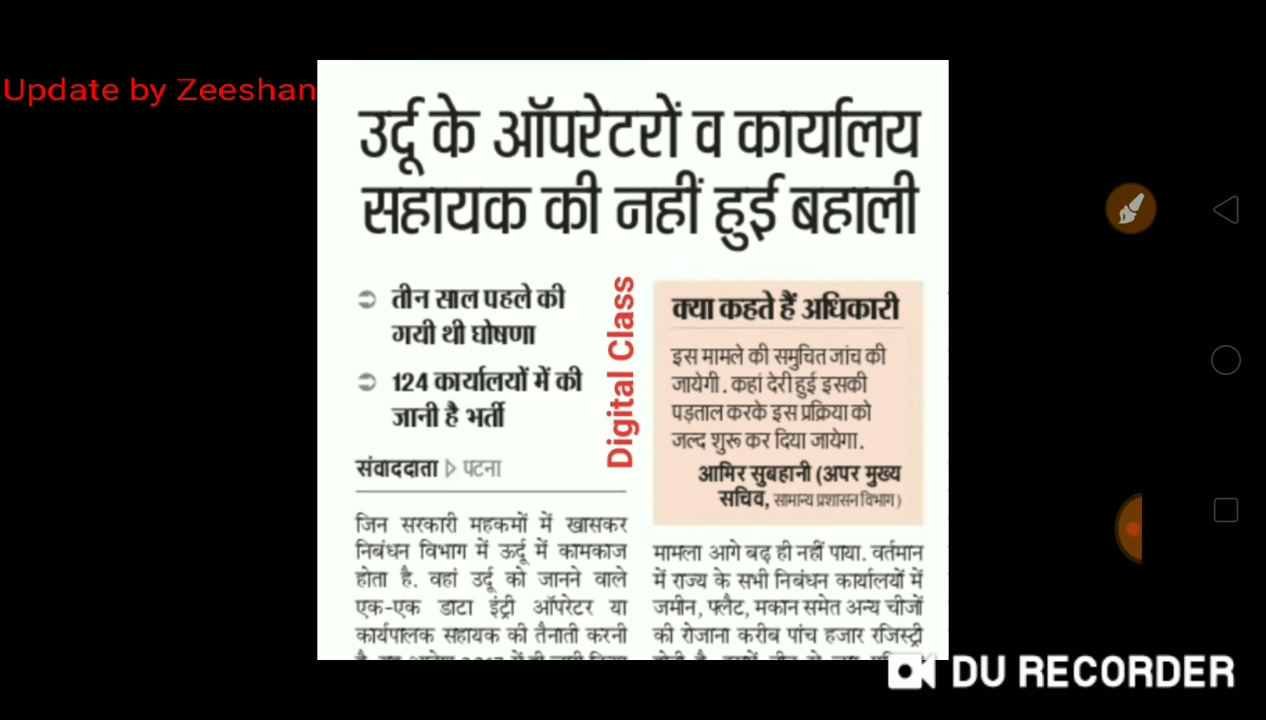 Update by Zeeshan
उर्दू के ऑपरेटरों व कार्यालय
सहायक की नहीं हुई बहाली
तीन साल पहले की
गयी थी घोषणा
124 कार्यालयों में की
जानी है भर्ती
संवाददाता ▷ पटना
जिन सरकारी महकमों में खासकर
निबंधन विभाग में ऊर्दू में कामकाज
होता है. वहां उर्दू को जानने वाले
एक-एक डाटा इंट्री ऑपरेटर या
कार्यपालक सहायक की तैनाती करनी
Digital Class
क्या कहते हैं अधिकारी
इस मामले की समुचित जांच की
जायेगी. कहां देरी हुई इसकी
पड़ताल करके इस प्रक्रिया को
जल्द शुरू कर दिया जायेगा.
आमिर सुबहानी (अपर मुख्य
सचिव, सामान्य प्रशासन विभाग)
मामला आगे बढ़ ही नहीं पाया. वर्तमान
में राज्य के सभी निबंधन कार्यालयों में
जमीन, फ्लैट, मकान समेत अन्य चीजों
की रोजाना करीब पांच हजार रजिस्ट्री
DU RECORDER